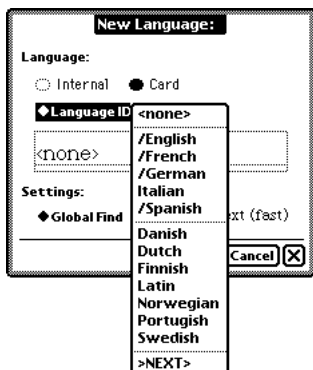 New Language:
Language:
Internal Card
Language ID
<none>
<none>
/English
/French
/German
Italian
/Spanish
Danish
Dutch
Finnish
Latin
Norwegian
Portugish
Swedish
>NEXT>
Settings:
Global Find
xt (fast)
Cancel